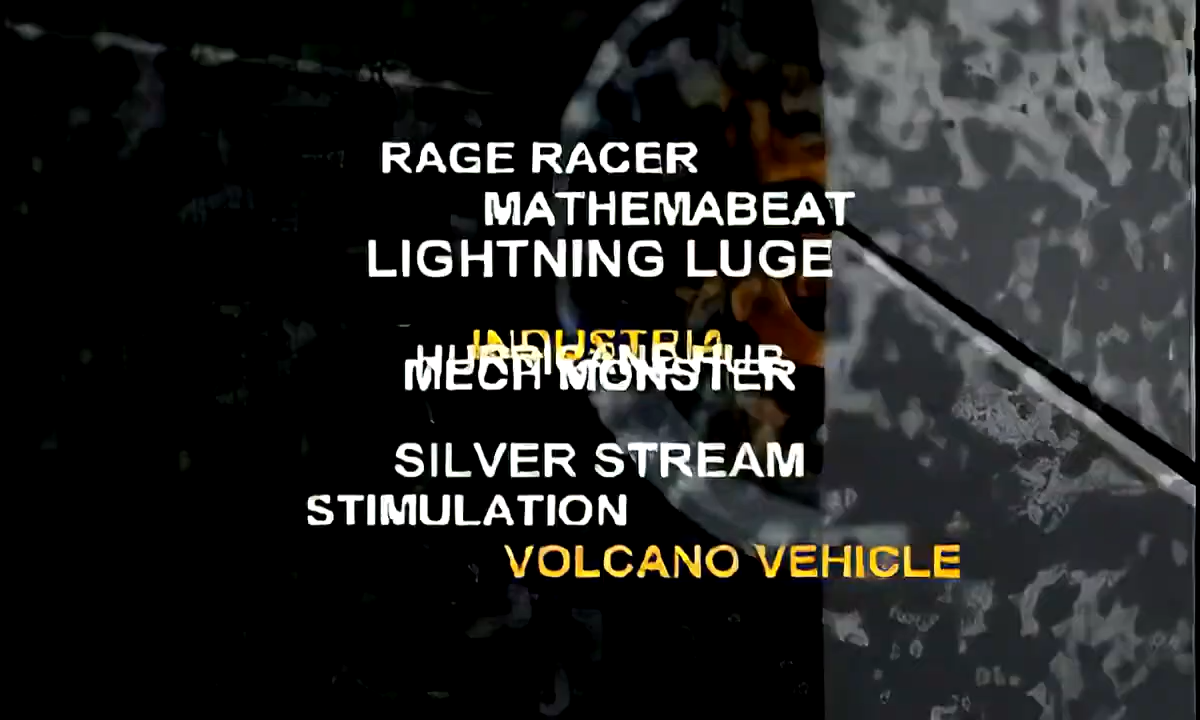 RAGE RACER
MATHEMABEAT
LIGHTNING LUGE
INDUSTRIA
MECH MONSTER
SILVER STREAM
STIMULATION
VOLCANO VEHICLE